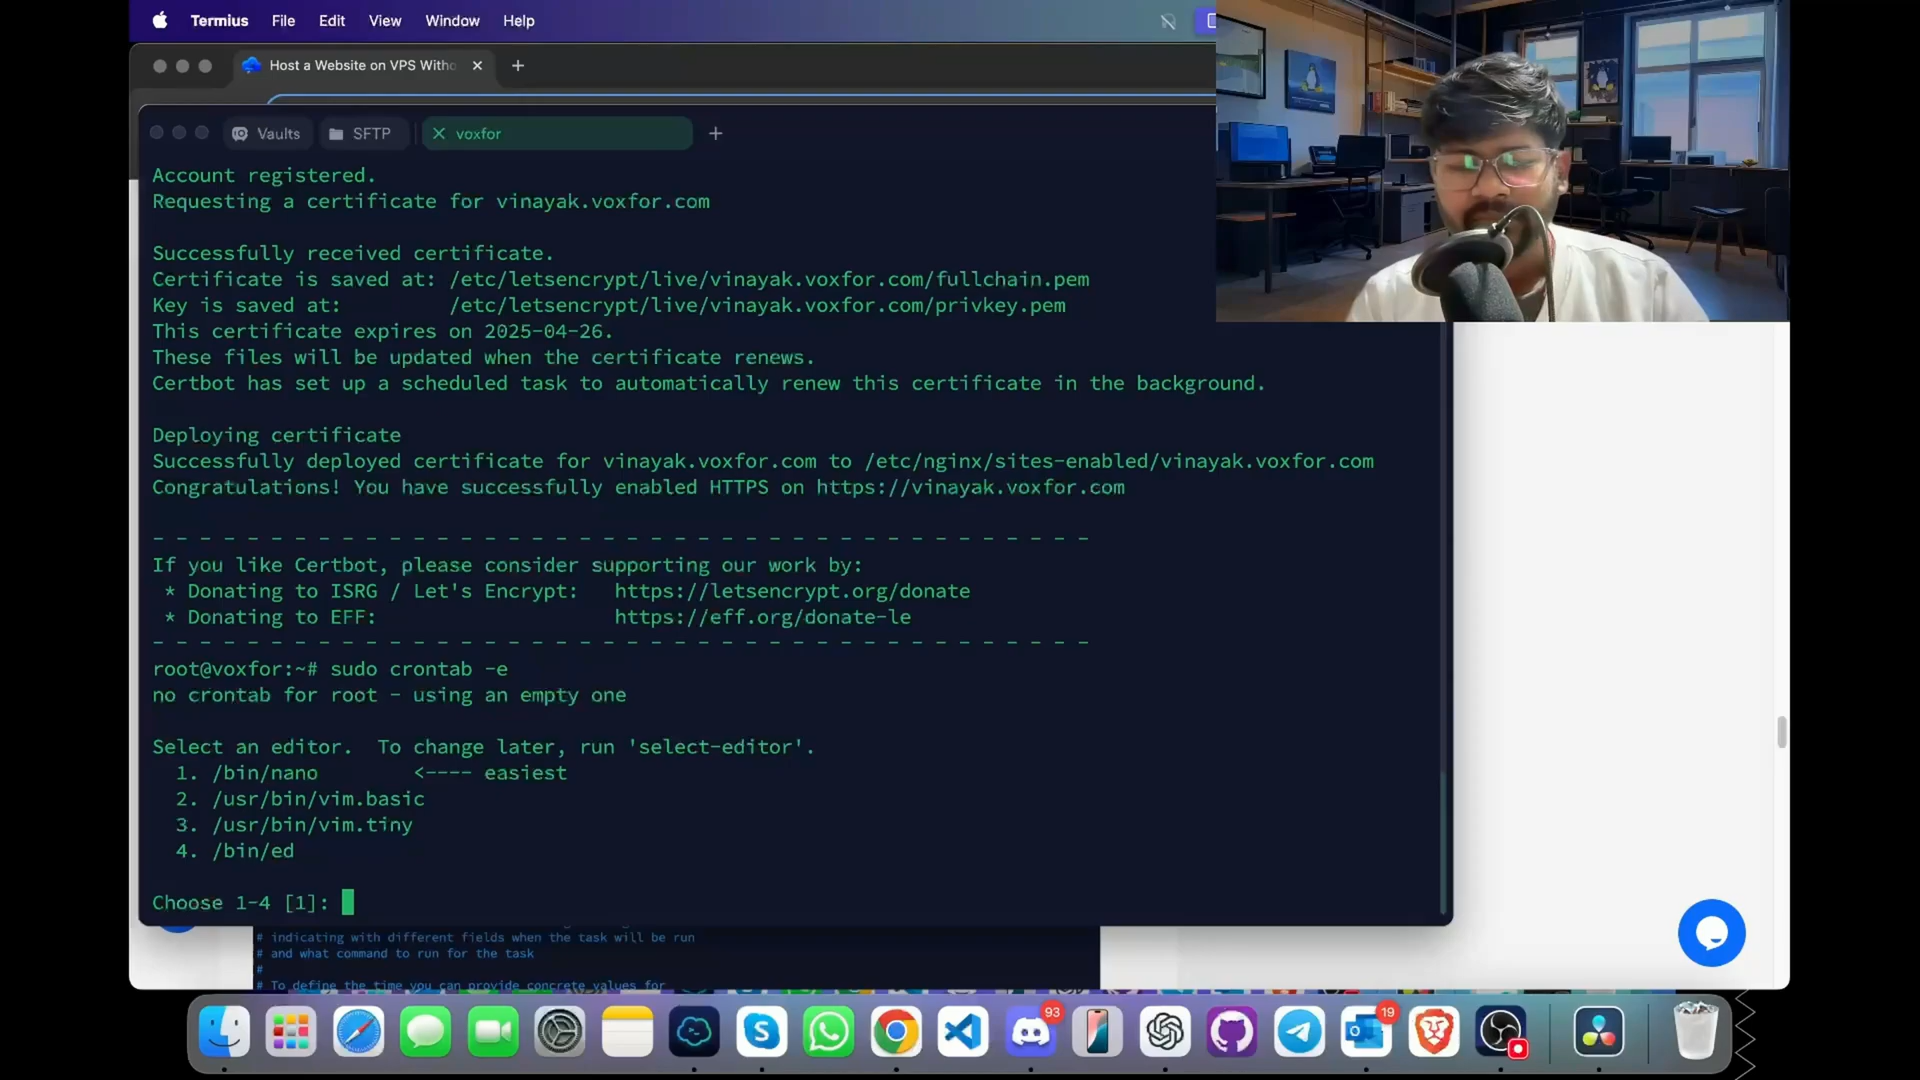 Termius File Edit View Window Help
Host a Website on VPS Witho
Vaults SFTP voxfor
Account registered.
Requesting a certificate for vinayak.voxfor.com
Successfully received certificate.
Certificate is saved at: /etc/letsencrypt/live/vinayak.voxfor.com/fullchain.pem
Key is saved at: /etc/letsencrypt/live/vinayak.voxfor.com/privkey.pem
This certificate expires on 2025-04-26.
These files will be updated when the certificate renews.
Certbot has set up a scheduled task to automatically renew this certificate in the background.
Deploying certificate
Successfully deployed certificate for vinayak.voxfor.com to /etc/nginx/sites-enabled/vinayak.voxfor.com
Congratulations! You have successfully enabled HTTPS on https://vinayak.voxfor.com
- - - - - - - - - - - - - - - - - - - - - - - - - - - - - - - - - - - - - - - -
If you like Certbot, please consider supporting our work by:
* Donating to ISRG / Let's Encrypt: https://letsencrypt.org/donate
* Donating to EFF: https://eff.org/donate-le
- - - - - - - - - - - - - - - - - - - - - - - - - - - - - - - - - - - - - - - -
root@voxfor:~# sudo crontab -e
no crontab for root - using an empty one
Select an editor. To change later, run 'select-editor'.
1. /bin/nano <---- easiest
2. /usr/bin/vim.basic
3. /usr/bin/vim.tiny
4. /bin/ed
Choose 1-4 [1]:
# indicating with different fields when the task will be run
# and what command to run for the task
#
# To define the time you can provide concrete values for
93
19